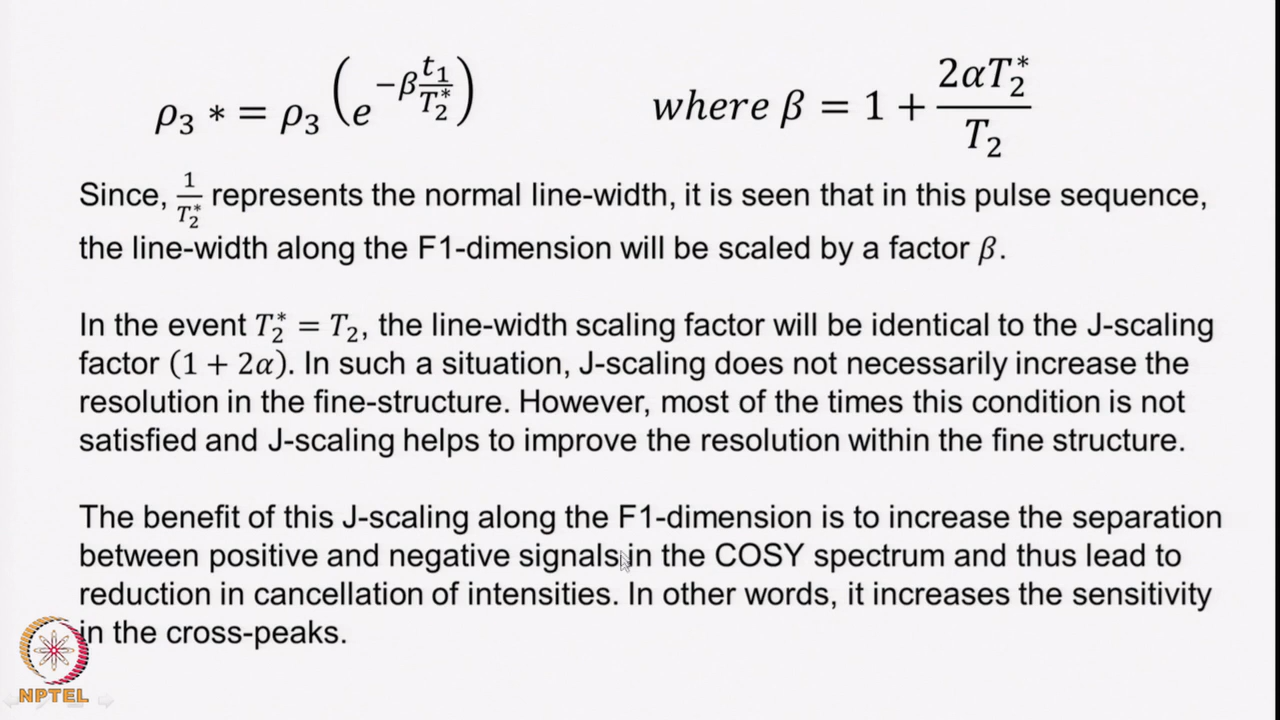 ρ₃ * = ρ₃ (e^{-β t₁/T₂*}) where β = 1 + 2αT₂*/T₂
Since, 1/T₂* represents the normal line-width, it is seen that in this pulse sequence,
the line-width along the F1-dimension will be scaled by a factor β.
In the event T₂* = T₂, the line-width scaling factor will be identical to the J-scaling
factor (1 + 2α). In such a situation, J-scaling does not necessarily increase the
resolution in the fine-structure. However, most of the times this condition is not
satisfied and J-scaling helps to improve the resolution within the fine structure.
The benefit of this J-scaling along the F1-dimension is to increase the separation
between positive and negative signals in the COSY spectrum and thus lead to
reduction in cancellation of intensities. In other words, it increases the sensitivity
in the cross-peaks.
NPTEL